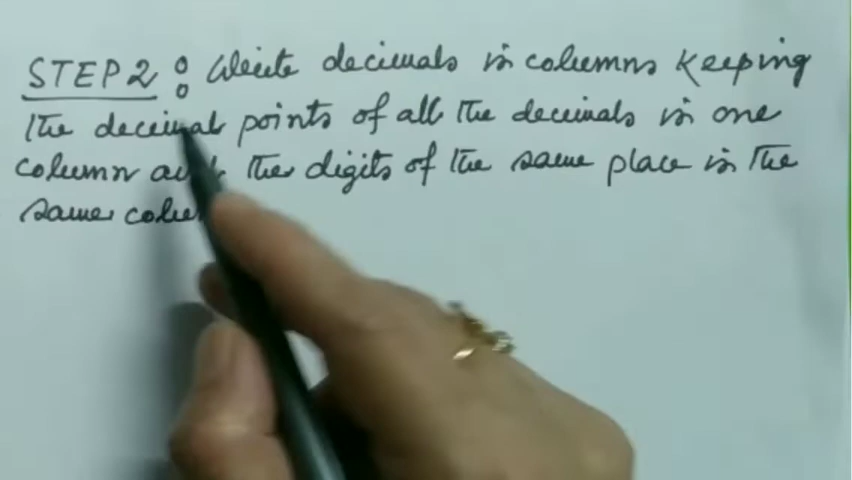 STEP 2 : Write decimals in columns keeping
the decimal points of all the decimals in one
column and the digits of the same place in the
same